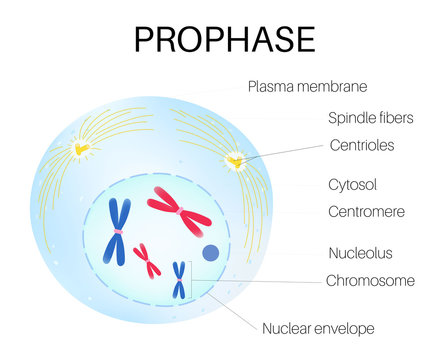 PROPHASE
Plasma membrane
Spindle fibers
Centrioles
Cytosol
Centromere
Nucleolus
Chromosome
Nuclear envelope